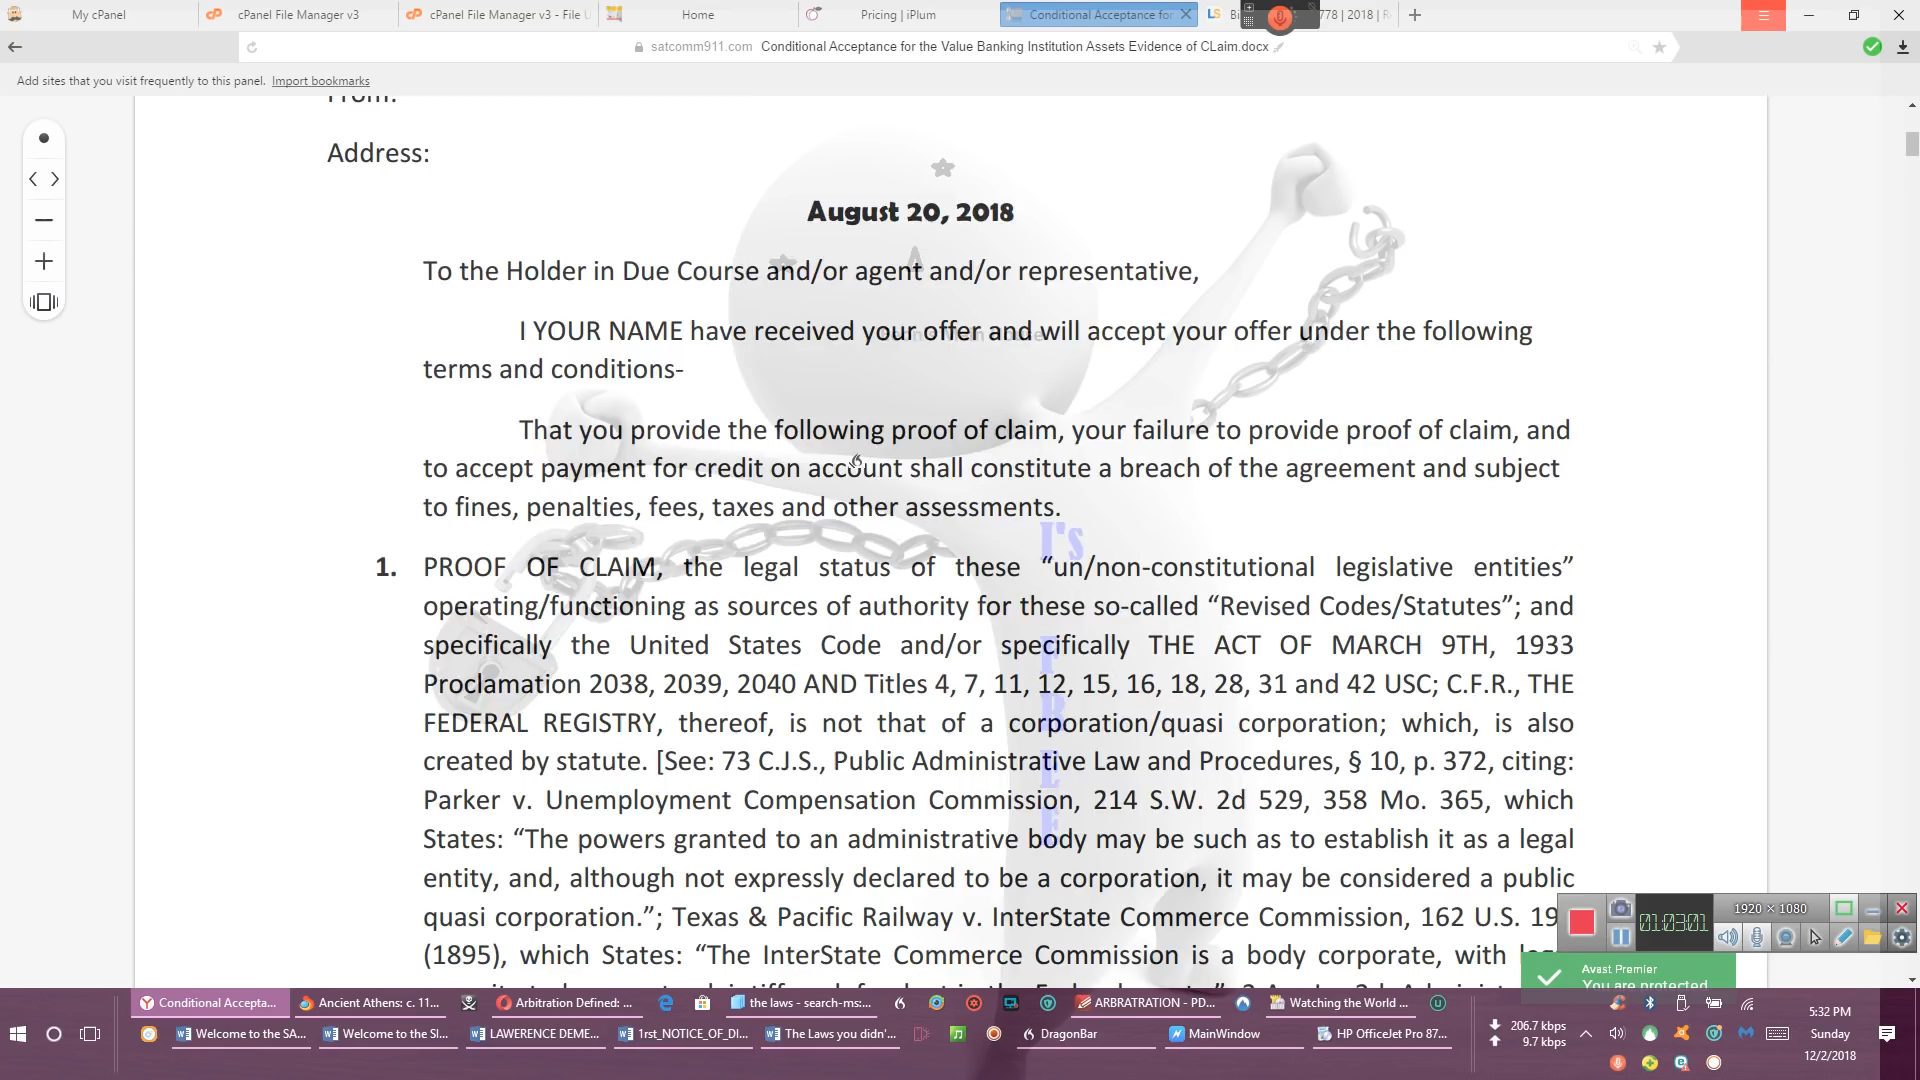 My cPanel
cPanel File Manager v3
cPanel File Manager v3 - File U
Home
Pricing | iPlum
Conditional Acceptance for
778 | 2018 |
satcomm911.com Conditional Acceptance for the Value Banking Institution Assets Evidence of CLaim.docx
Add sites that you visit frequently to this panel. Import bookmarks
From:
Address:
August 20, 2018
To the Holder in Due Course and/or agent and/or representative,
I YOUR NAME have received your offer and will accept your offer under the following
terms and conditions-
That you provide the following proof of claim, your failure to provide proof of claim, and
to accept payment for credit on account shall constitute a breach of the agreement and subject
to fines, penalties, fees, taxes and other assessments.
I's
1. PROOF OF CLAIM, the legal status of these “un/non-constitutional legislative entities”
operating/functioning as sources of authority for these so-called “Revised Codes/Statutes”; and
specifically the United States Code and/or specifically THE ACT OF MARCH 9TH, 1933
Proclamation 2038, 2039, 2040 AND Titles 4, 7, 11, 12, 15, 16, 18, 28, 31 and 42 USC; C.F.R., THE
FEDERAL REGISTRY, thereof, is not that of a corporation/quasi corporation; which, is also
created by statute. [See: 73 C.J.S., Public Administrative Law and Procedures, § 10, p. 372, citing:
Parker v. Unemployment Compensation Commission, 214 S.W. 2d 529, 358 Mo. 365, which
States: “The powers granted to an administrative body may be such as to establish it as a legal
entity, and, although not expressly declared to be a corporation, it may be considered a public
quasi corporation.”; Texas & Pacific Railway v. InterState Commerce Commission, 162 U.S. 19
(1895), which States: “The InterState Commerce Commission is a body corporate, with
F
R
E
E
1920 × 1080
01:03:01
Avast Premier
You are protected
Conditional Accepta...
Ancient Athens: c. 11...
Arbitration Defined: ...
the laws - search-ms:...
ARBRATRATION - PD...
Watching the World ...
Welcome to the SA...
Welcome to the SI...
LAWERENCE DEME...
1rst_NOTICE_OF_DI...
The Laws you didn'...
DragonBar
MainWindow
HP OfficeJet Pro 87...
206.7 kbps
9.7 kbps
5:32 PM
Sunday
12/2/2018